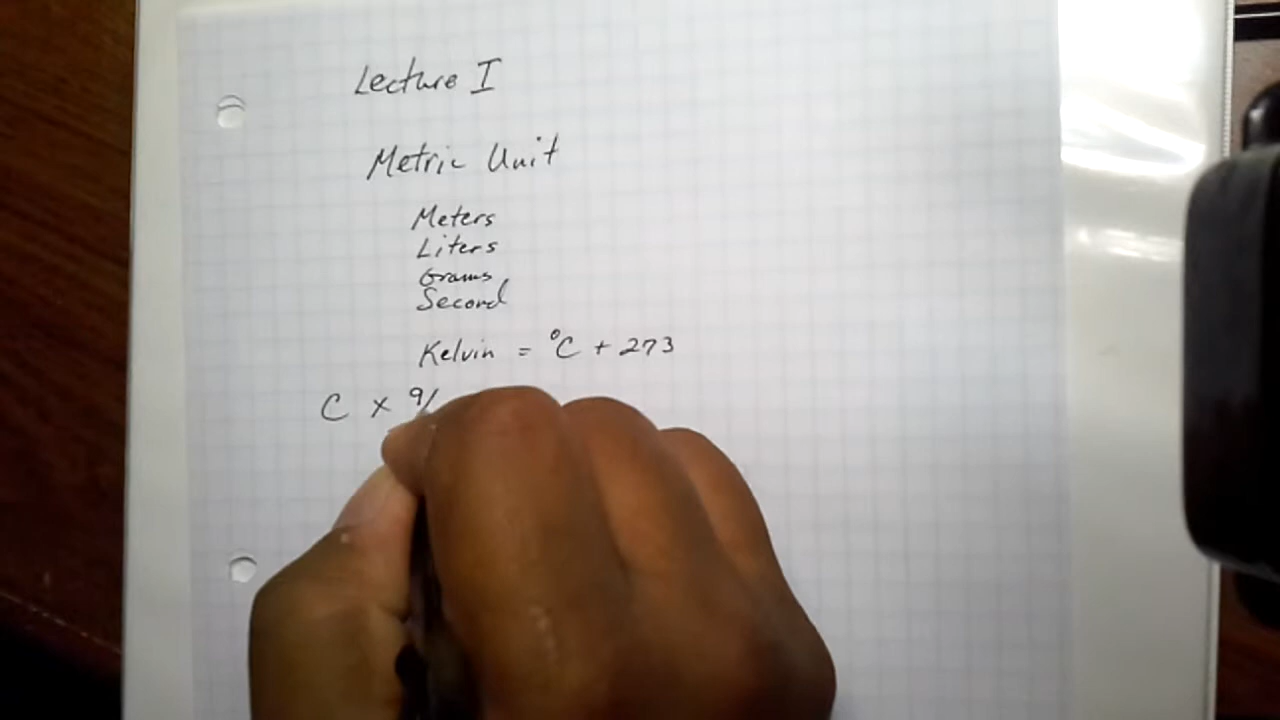 Lecture I
Metric Unit
Meters
Liters
Grams
Second
Kelvin = °C + 273
C × 9/